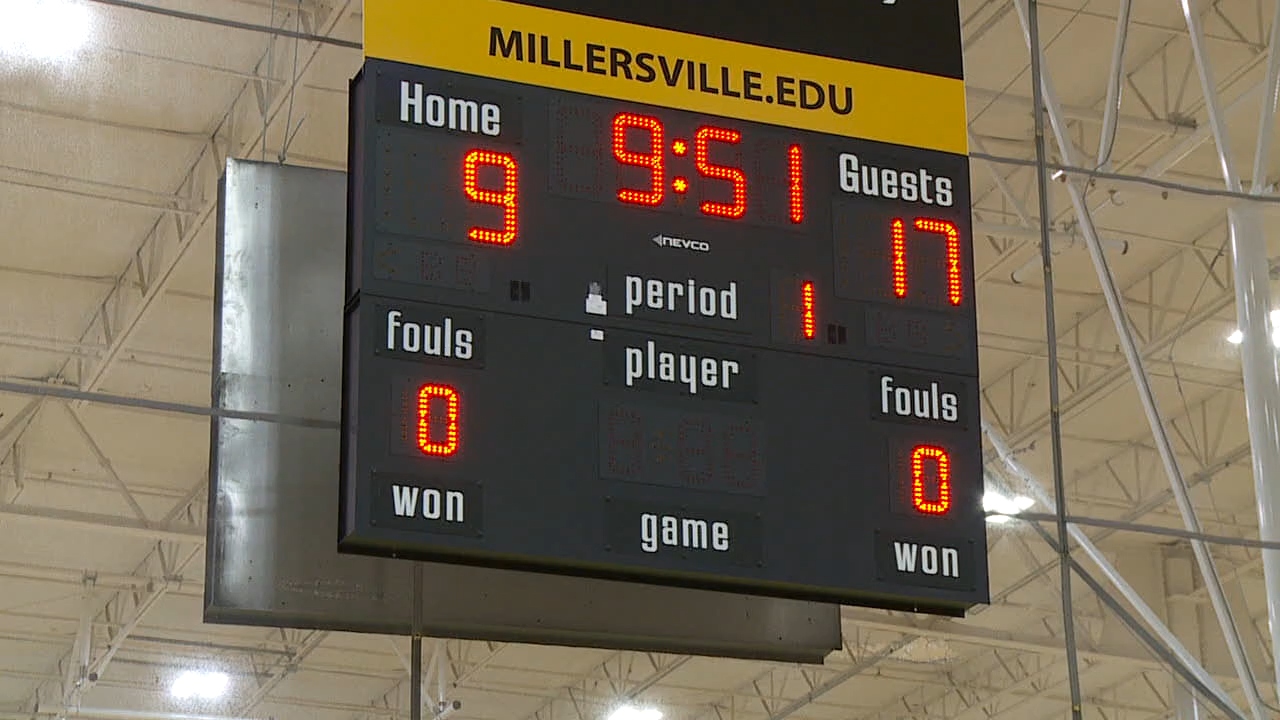 MILLERSVILLE.EDU
Home 9:51 1 Guests
9 17
NEVCO
period 1
fouls player fouls
0 0
won game won